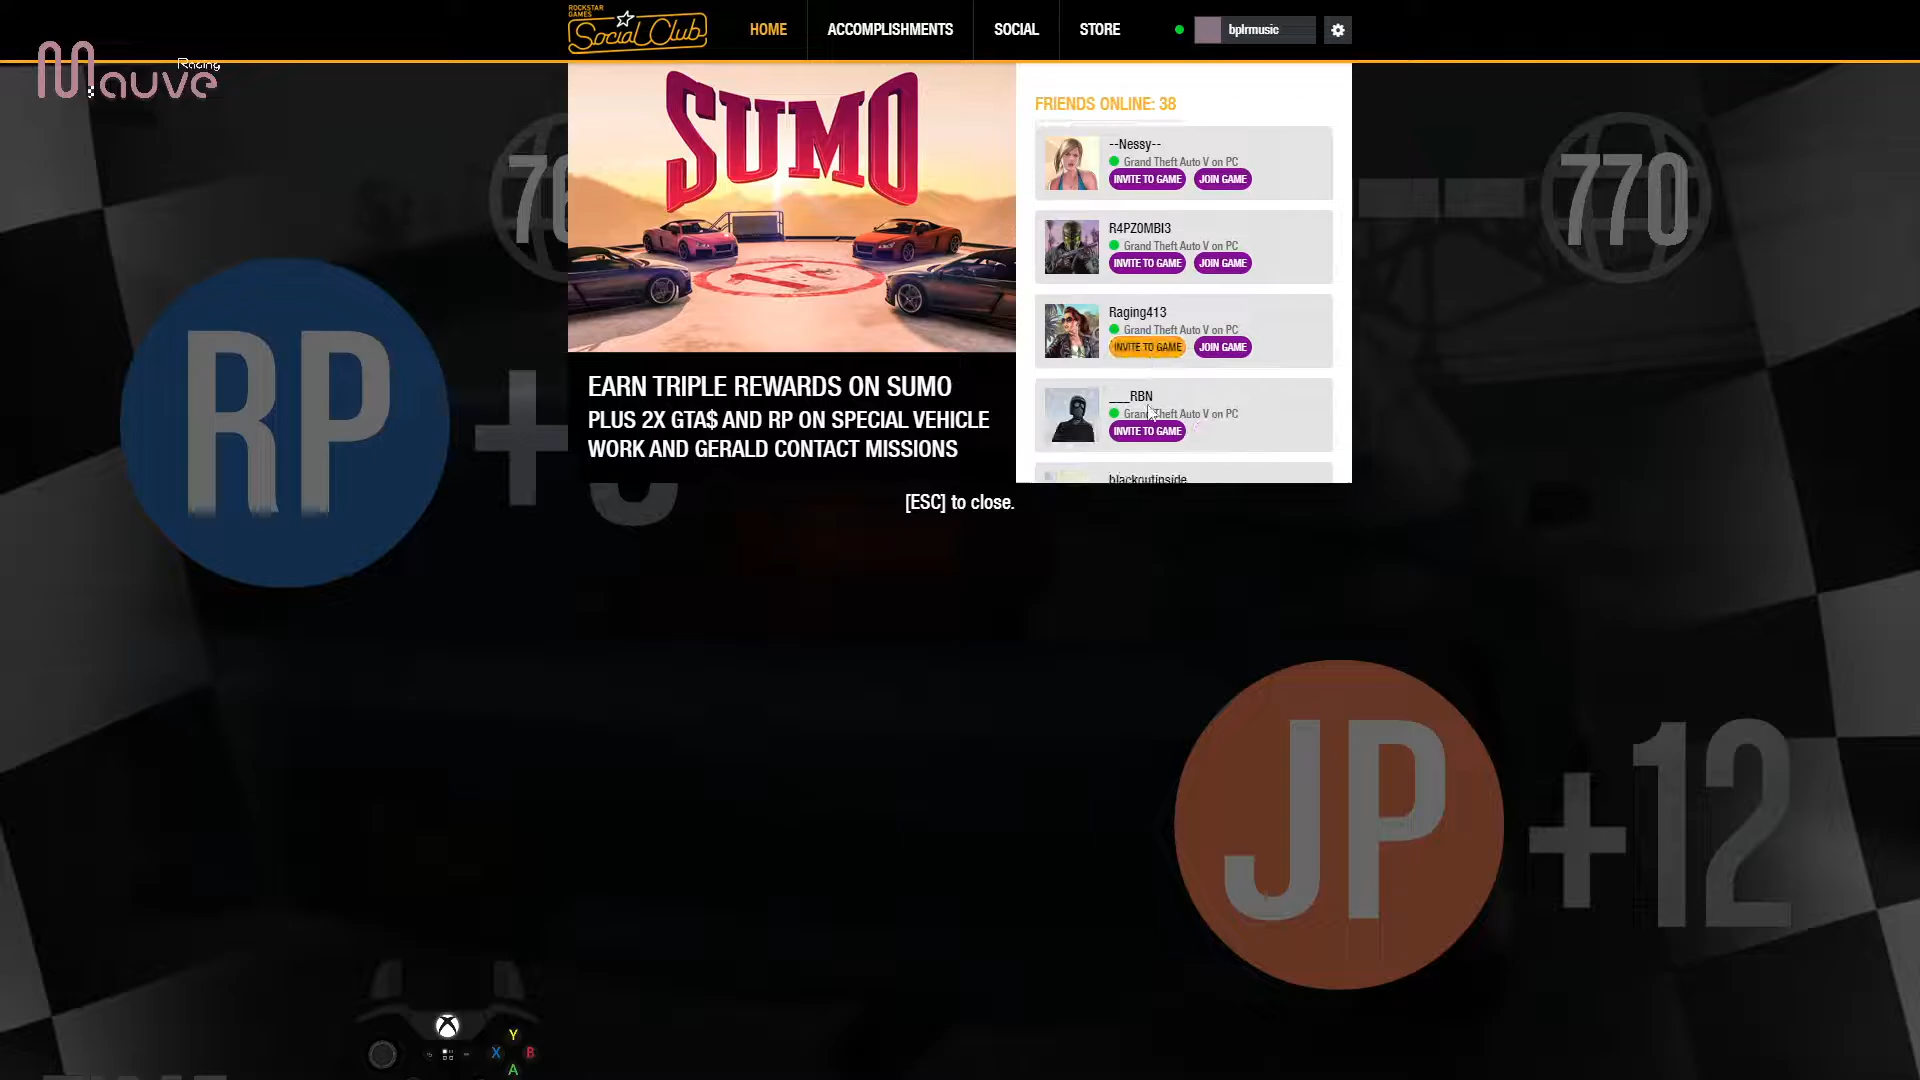 ROCKSTAR
GAMES
Social Club
HOME
ACCOMPLISHMENTS
SOCIAL
STORE
bplrmusic
Racing
Mauve
SUMO
FRIENDS ONLINE: 38
--Nessy--
Grand Theft Auto V on PC
INVITE TO GAME
JOIN GAME
R4PZ0MBI3
Grand Theft Auto V on PC
INVITE TO GAME
JOIN GAME
Raging413
Grand Theft Auto V on PC
INVITE TO GAME
JOIN GAME
___RBN
Grand Theft Auto V on PC
INVITE TO GAME
blackoutinside
EARN TRIPLE REWARDS ON SUMO
PLUS 2X GTA$ AND RP ON SPECIAL VEHICLE
WORK AND GERALD CONTACT MISSIONS
[ESC] to close.
770
RP +
JP +12
Y
X B
A